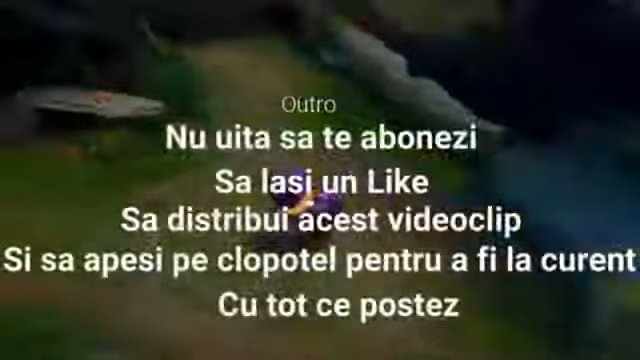 Outro
Nu uita sa te abonezi
Sa lasi un Like
Sa distribui acest videoclip
Si sa apesi pe clopotel pentru a fi la curent
Cu tot ce postez